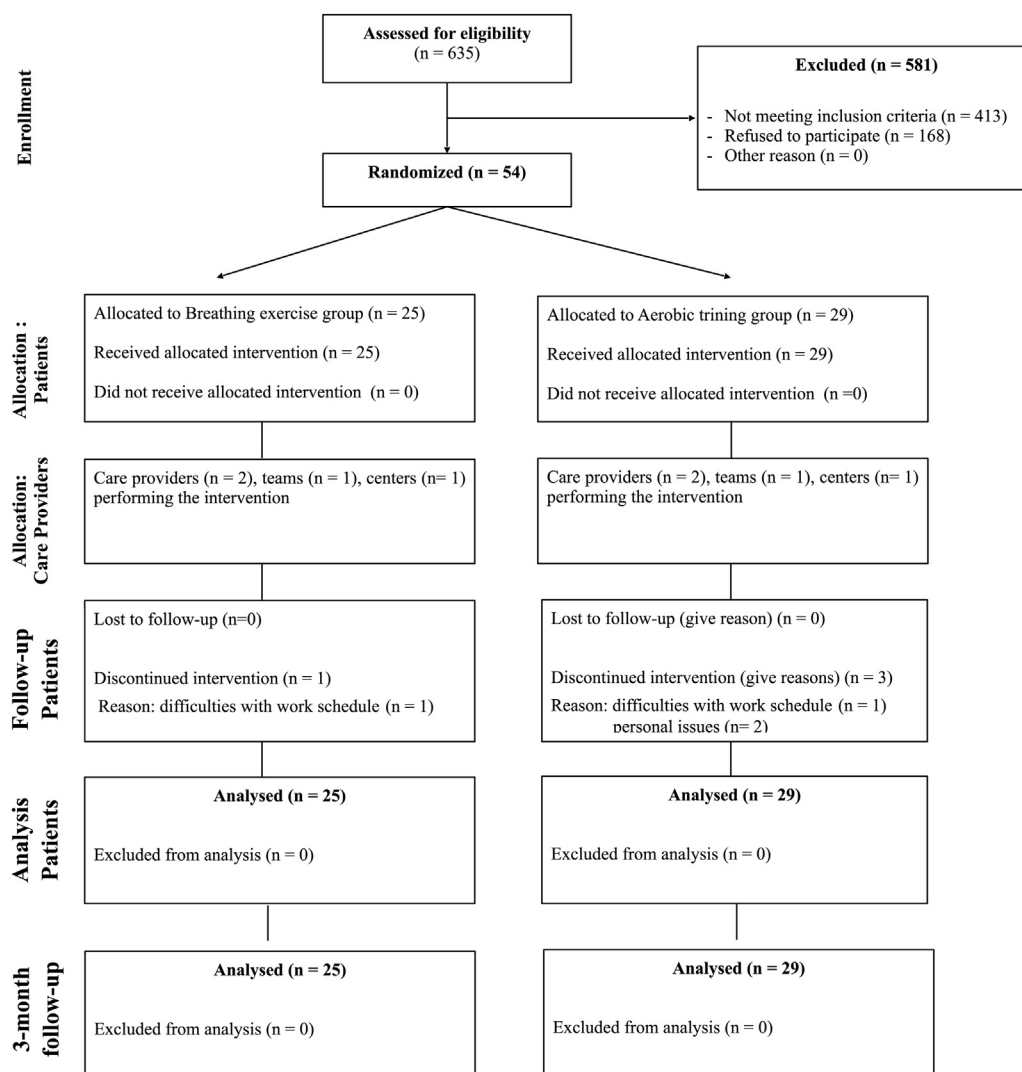 Enrollment
Assessed for eligibility
(n = 635)
Excluded (n = 581)
- Not meeting inclusion criteria (n = 413)
- Refused to participate (n = 168)
- Other reason (n = 0)
Randomized (n = 54)
Allocation :
Patients
Allocated to Breathing exercise group (n = 25)
Received allocated intervention (n = 25)
Did not receive allocated intervention (n = 0)
Allocated to Aerobic trining group (n = 29)
Received allocated intervention (n = 29)
Did not receive allocated intervention (n =0)
Allocation:
Care Providers
Care providers (n = 2), teams (n = 1), centers (n= 1)
performing the intervention
Care providers (n = 2), teams (n = 1), centers (n= 1)
performing the intervention
Follow-up
Patients
Lost to follow-up (n=0)
Discontinued intervention (n = 1)
Reason: difficulties with work schedule (n = 1)
Lost to follow-up (give reason) (n = 0)
Discontinued intervention (give reasons) (n = 3)
Reason: difficulties with work schedule (n = 1)
personal issues (n= 2)
Analysis
Patients
Analysed (n = 25)
Excluded from analysis (n = 0)
Analysed (n = 29)
Excluded from analysis (n = 0)
3-month
follow-up
Analysed (n = 25)
Excluded from analysis (n = 0)
Analysed (n = 29)
Excluded from analysis (n = 0)